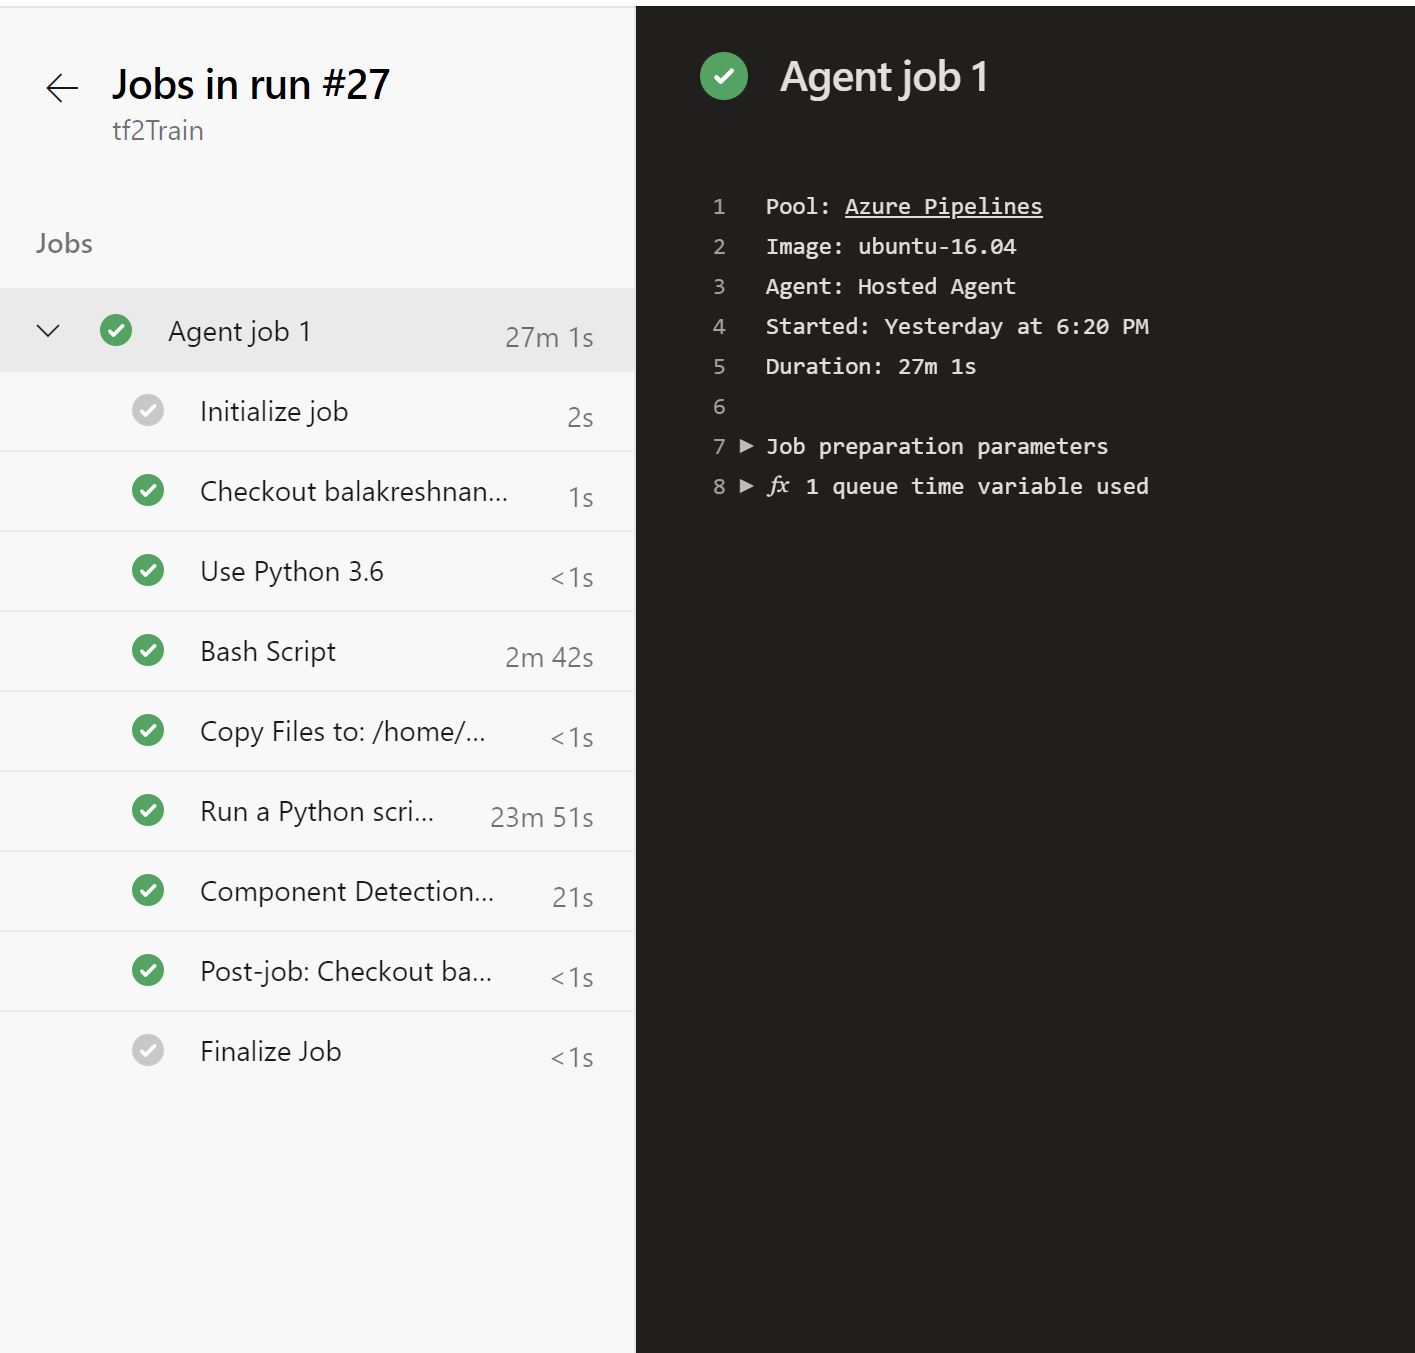 Jobs in run #27
tf2Train
Jobs
Agent job 1 27m 1s
Initialize job 2s
Checkout balakreshnan... 1s
Use Python 3.6 <1s
Bash Script 2m 42s
Copy Files to: /home/... <1s
Run a Python scri... 23m 51s
Component Detection... 21s
Post-job: Checkout ba... <1s
Finalize Job <1s
Agent job 1
1 Pool: Azure Pipelines
2 Image: ubuntu-16.04
3 Agent: Hosted Agent
4 Started: Yesterday at 6:20 PM
5 Duration: 27m 1s
6
7 Job preparation parameters
8 fx 1 queue time variable used